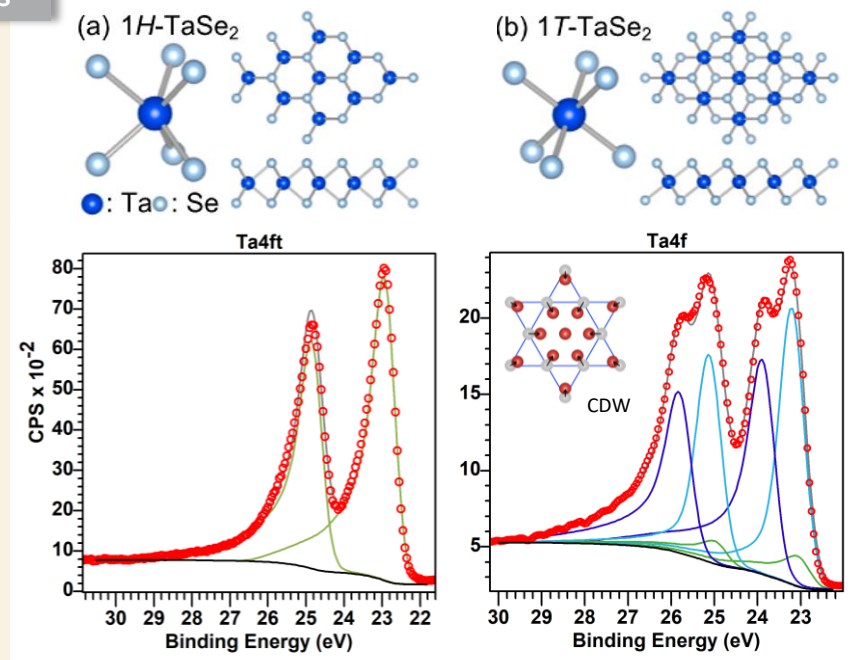 (a) 1H-TaSe₂
: Ta : Se
Ta4ft
CPS x 10⁻²
80
70
60
50
40
30
20
10
0
30 29 28 27 26 25 24 23 22
Binding Energy (eV)
(b) 1T-TaSe₂
Ta4f
CDW
20
15
10
5
30 29 28 27 26 25 24 23
Binding Energy (eV)